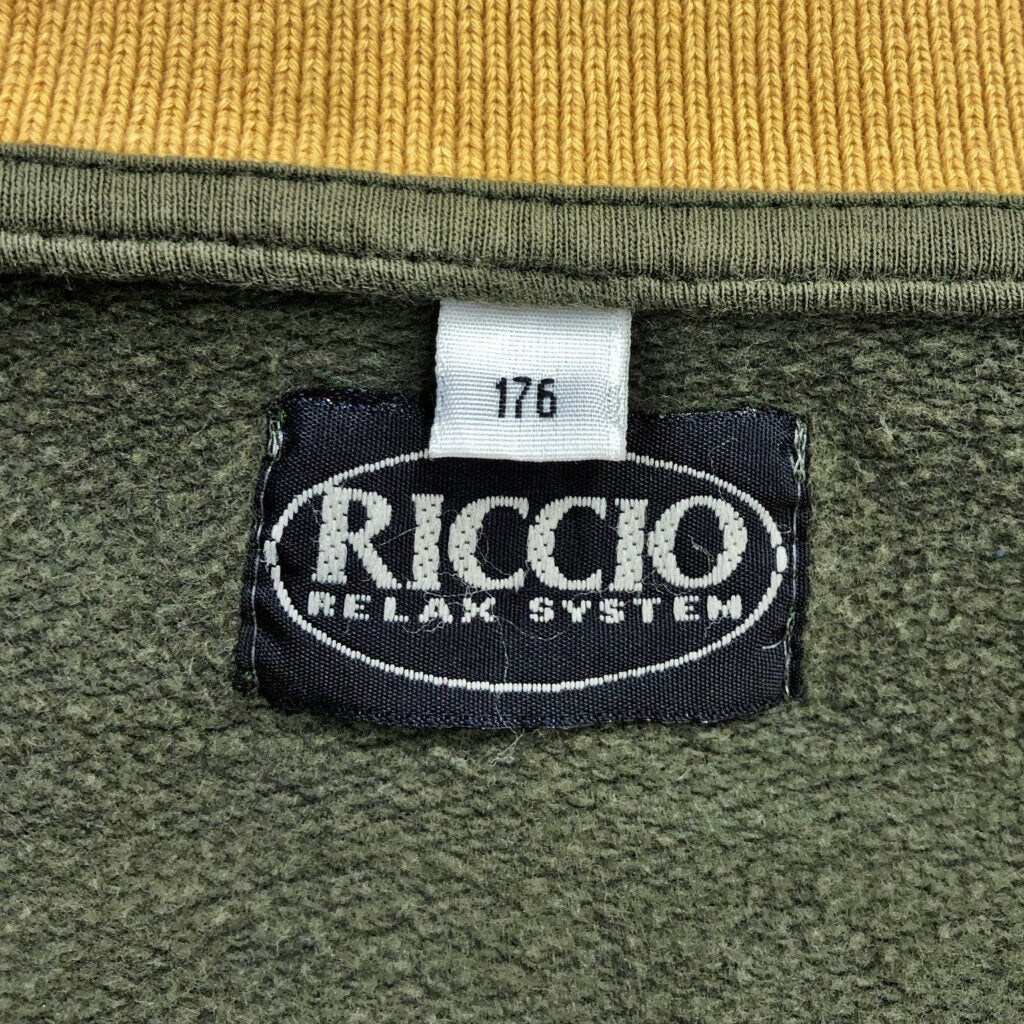 176
RICCIO
RELAX SYSTEM